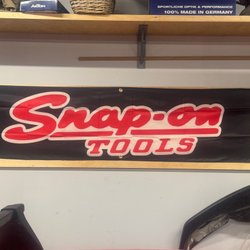 SPORTLICHE OPTIK & PERFORMANCE
100% MADE IN GERMANY
Snap-on
TOOLS